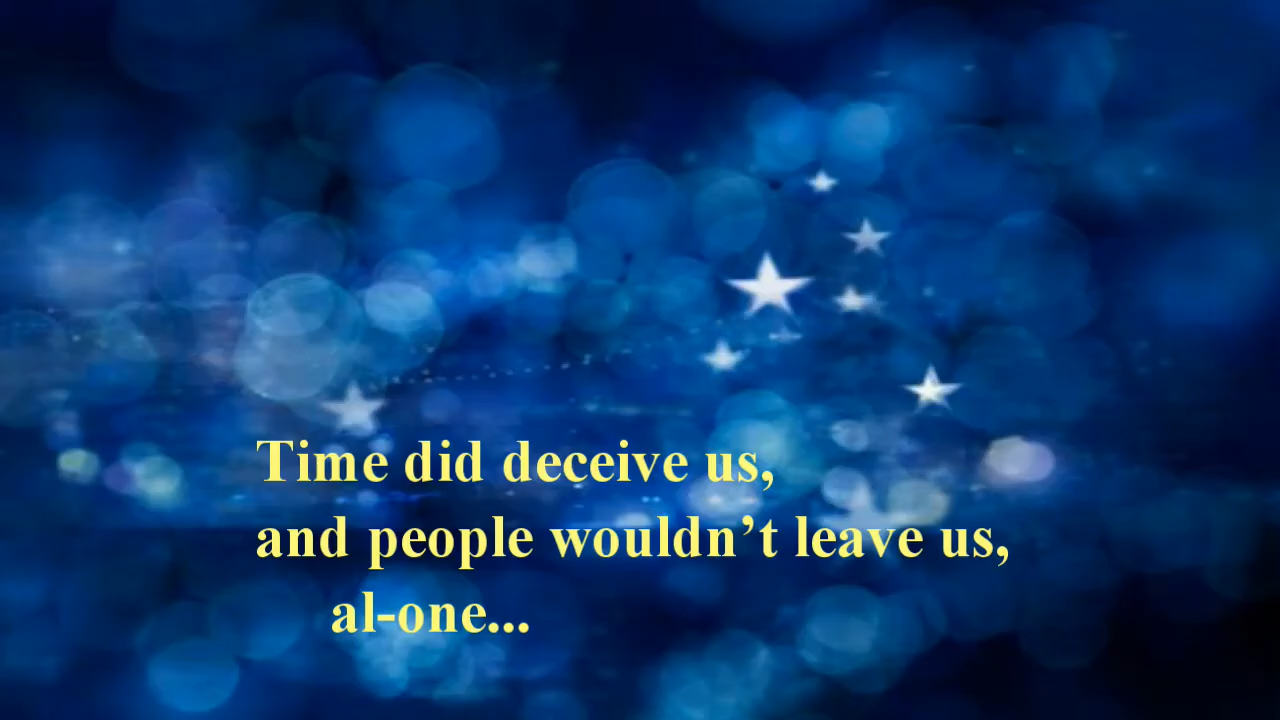 Time did deceive us,
and people wouldn’t leave us,
al-one...